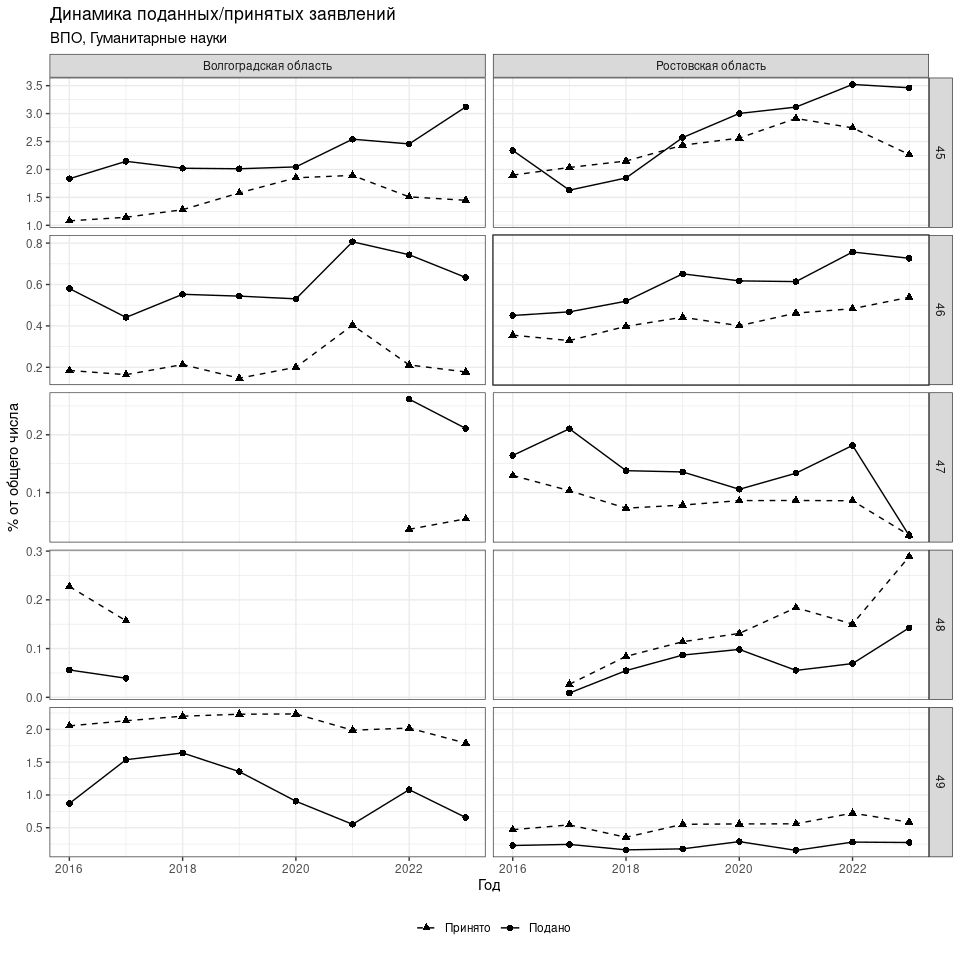 Динамика поданных/принятых заявлений
ВПО, Гуманитарные науки
Волгоградская область
Ростовская область
3.5
3.0
2.5
2.0
1.5
1.0
45
0.8
0.6
0.4
0.2
46
0.2
0.1
47
0.3
0.2
0.1
0.0
48
2.0
1.5
1.0
0.5
49
% от общего числа
2016 2018 2020 2022
2016 2018 2020 2022
Год
Принято Подано